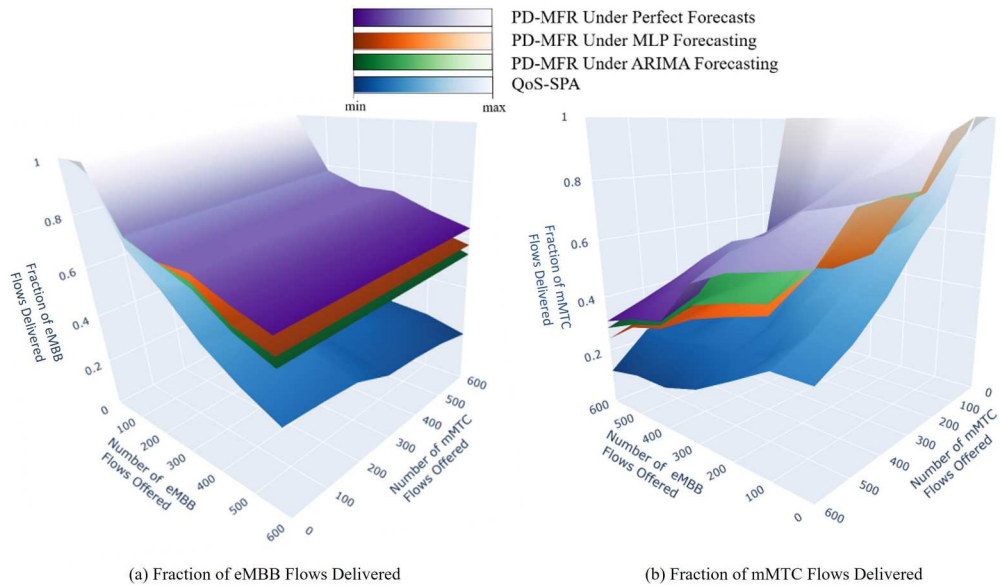 PD-MFR Under Perfect Forecasts
PD-MFR Under MLP Forecasting
PD-MFR Under ARIMA Forecasting
QoS-SPA
min
max
1
0.8
0.6
0.4
0.2
0
Fraction of eMBB
Flows Delivered
100
200
300
400
500
600
Number of eMBB
Flows Offered
0
100
200
300
400
500
600
Number of mMTC
Flows Offered
1
0.8
0.6
0.4
0.2
Fraction of mMTC
Flows Delivered
600
500
400
300
200
100
0
Number of eMBB
Flows Offered
0
100
200
300
400
500
600
Number of mMTC
Flows Offered
(a) Fraction of eMBB Flows Delivered
(b) Fraction of mMTC Flows Delivered